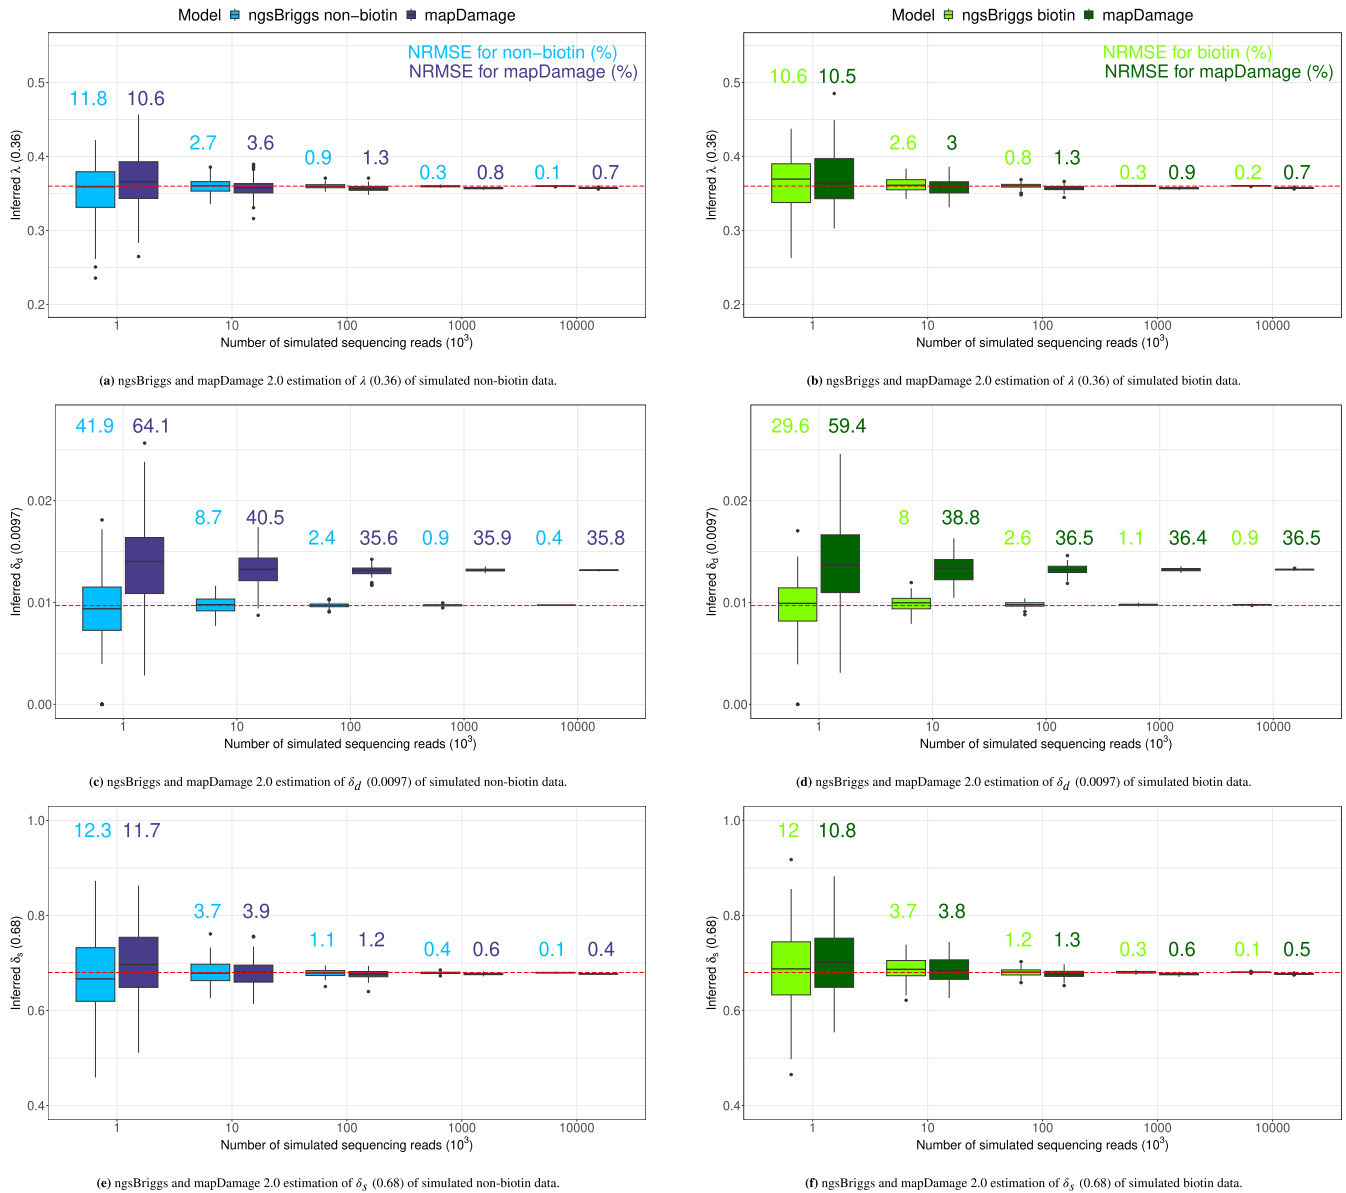 Model ngsBriggs non−biotin mapDamage
NRMSE for non−biotin (%)
NRMSE for mapDamage (%)
11.8 10.6 2.7 3.6 0.9 1.3 0.3 0.8 0.1 0.7
Inferred λ (0.36)
0.5
0.4
0.3
0.2
1 10 100 1000 10000
Number of simulated sequencing reads (10³)
(a) ngsBriggs and mapDamage 2.0 estimation of λ (0.36) of simulated non-biotin data.
Model ngsBriggs biotin mapDamage
NRMSE for biotin (%)
NRMSE for mapDamage (%)
10.6 10.5 2.6 3 0.8 1.3 0.3 0.9 0.2 0.7
Inferred λ (0.36)
0.5
0.4
0.3
0.2
1 10 100 1000 10000
Number of simulated sequencing reads (10³)
(b) ngsBriggs and mapDamage 2.0 estimation of λ (0.36) of simulated biotin data.
41.9 64.1 8.7 40.5 2.4 35.6 0.9 35.9 0.4 35.8
Inferred δd (0.0097)
0.02
0.01
0.00
1 10 100 1000 10000
Number of simulated sequencing reads (10³)
(c) ngsBriggs and mapDamage 2.0 estimation of δd (0.0097) of simulated non-biotin data.
29.6 59.4 8 38.8 2.6 36.5 1.1 36.4 0.9 36.5
Inferred δd (0.0097)
0.02
0.01
0.00
1 10 100 1000 10000
Number of simulated sequencing reads (10³)
(d) ngsBriggs and mapDamage 2.0 estimation of δd (0.0097) of simulated biotin data.
12.3 11.7 3.7 3.9 1.1 1.2 0.4 0.6 0.1 0.4
Inferred δs (0.68)
1.0
0.8
0.6
0.4
1 10 100 1000 10000
Number of simulated sequencing reads (10³)
(e) ngsBriggs and mapDamage 2.0 estimation of δs (0.68) of simulated non-biotin data.
12 10.8 3.7 3.8 1.2 1.3 0.3 0.6 0.1 0.5
Inferred δs (0.68)
1.0
0.8
0.6
0.4
1 10 100 1000 10000
Number of simulated sequencing reads (10³)
(f) ngsBriggs and mapDamage 2.0 estimation of δs (0.68) of simulated biotin data.